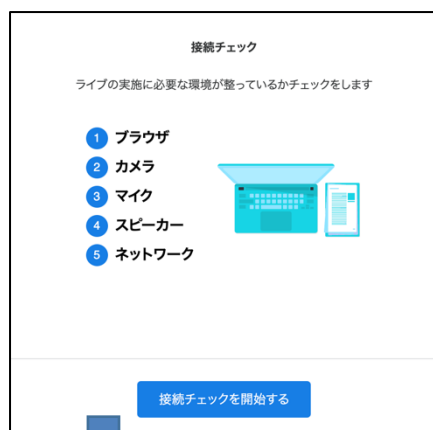 接続チェック
ライブの実施に必要な環境が整っているかチェックをします
1 ブラウザ
2 カメラ
3 マイク
4 スピーカー
5 ネットワーク
接続チェックを開始する